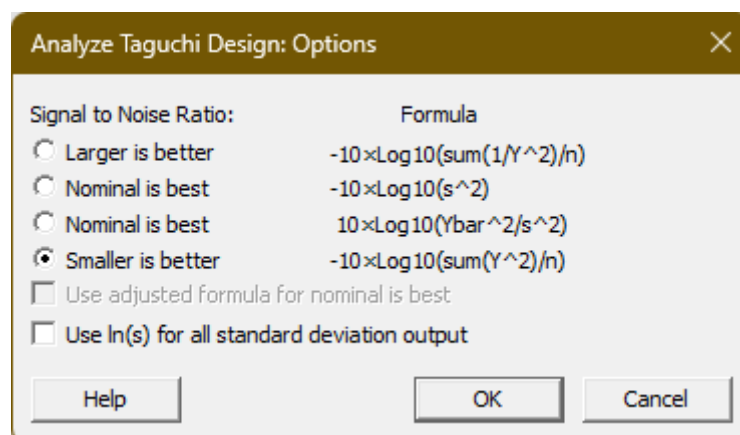 Analyze Taguchi Design: Options
Signal to Noise Ratio: Formula
Larger is better -10×Log10(sum(1/Y^2)/n)
Nominal is best -10×Log10(s^2)
Nominal is best 10×Log10(Ybar^2/s^2)
Smaller is better -10×Log10(sum(Y^2)/n)
Use adjusted formula for nominal is best
Use ln(s) for all standard deviation output
Help OK Cancel